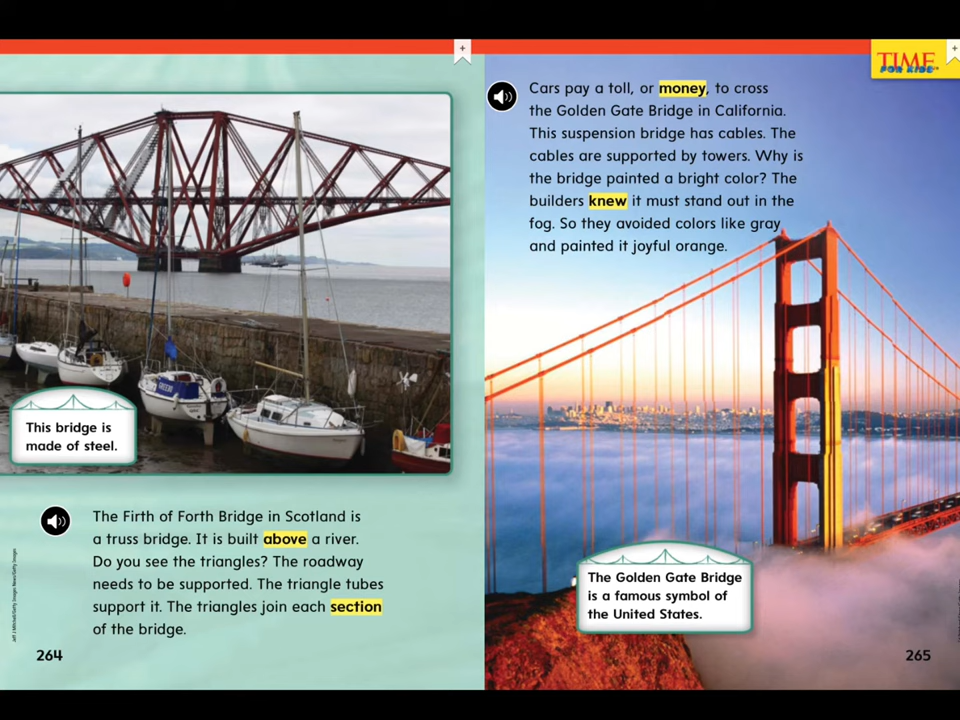 This bridge is
made of steel.
The Firth of Forth Bridge in Scotland is
a truss bridge. It is built above a river.
Do you see the triangles? The roadway
needs to be supported. The triangle tubes
support it. The triangles join each section
of the bridge.
264
TIME
FOR KIDS
Cars pay a toll, or money, to cross
the Golden Gate Bridge in California.
This suspension bridge has cables. The
cables are supported by towers. Why is
the bridge painted a bright color? The
builders knew it must stand out in the
fog. So they avoided colors like gray
and painted it joyful orange.
The Golden Gate Bridge
is a famous symbol of
the United States.
265